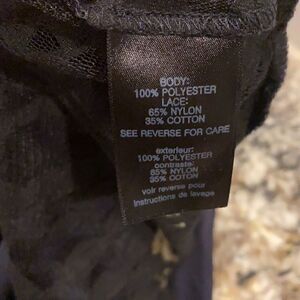 BODY:
100% POLYESTER
LACE:
65% NYLON
35% COTTON
SEE REVERSE FOR CARE
exterieur:
100% POLYESTER
contraste:
65% NYLON
35% COTTON
voir reverse pour
instructions de lavage